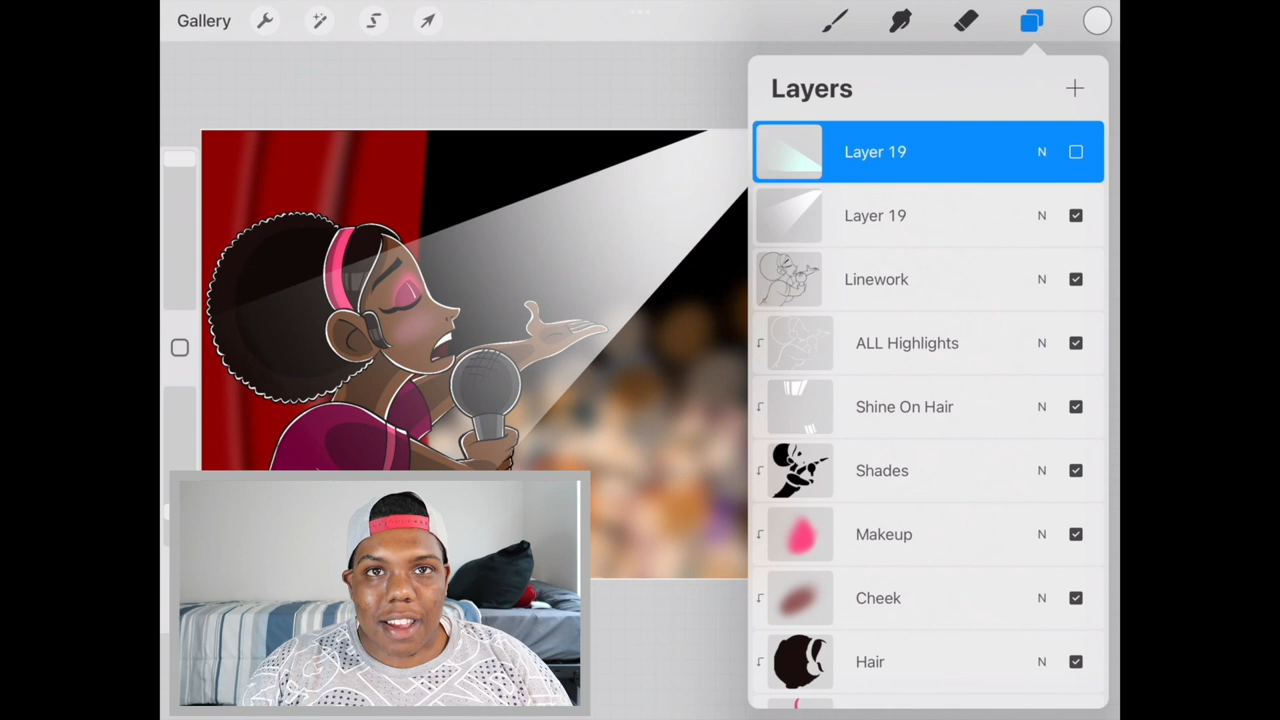 Gallery
Layers
Layer 19 N
Layer 19 N
Linework N
ALL Highlights N
Shine On Hair N
Shades N
Makeup N
Cheek N
Hair N